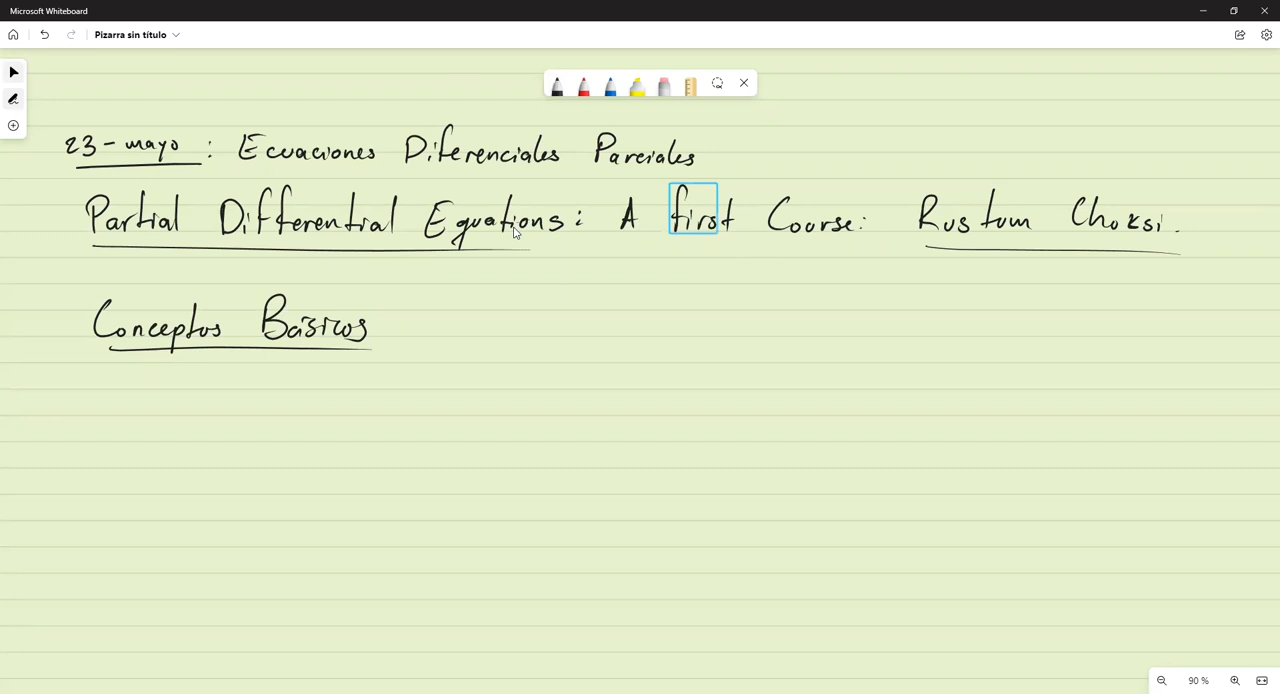 Microsoft Whiteboard
Pizarra sin título
23-mayo : Ecuaciones Diferenciales Parciales
Partial Differential Equations: A first Course: Rustum Choksi.
Conceptos Básicos
90 %